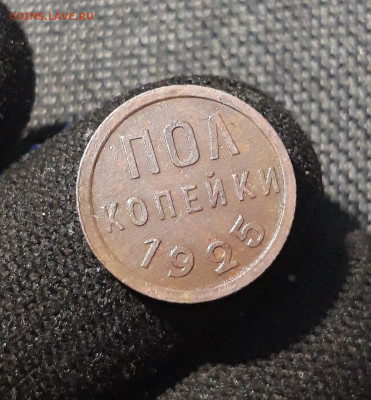 COINS.LAVE.RU
ПОЛ
КОПЕЙКИ
1925